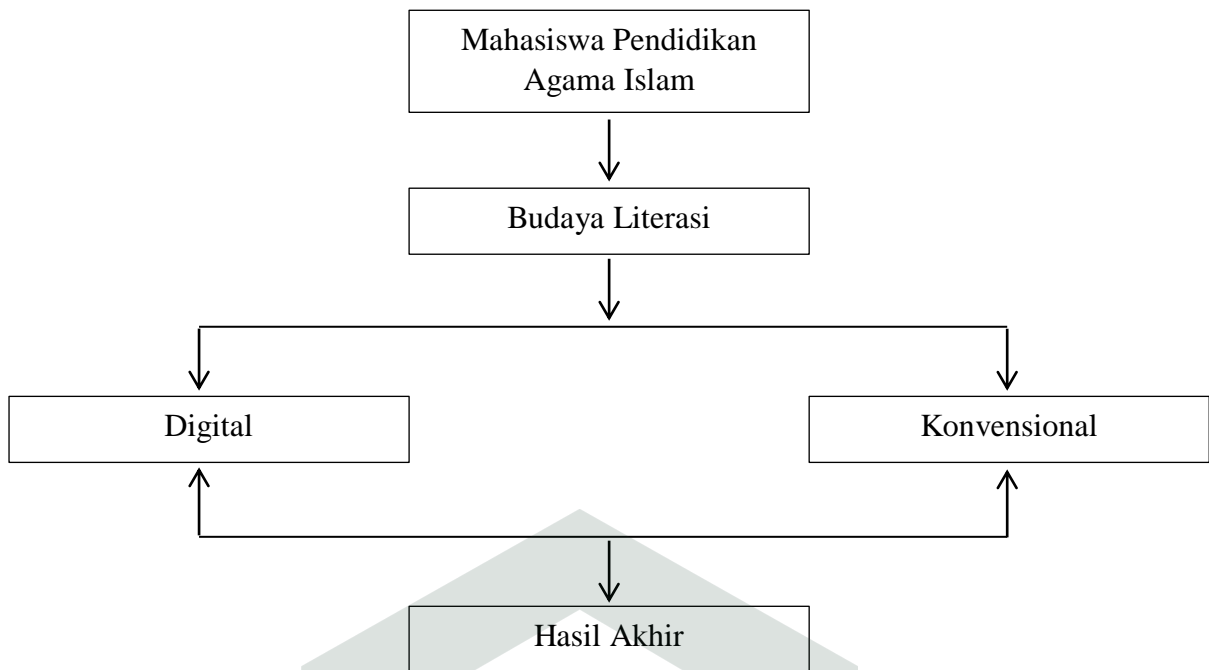 Mahasiswa Pendidikan
Agama Islam
Budaya Literasi
Digital
Konvensional
Hasil Akhir